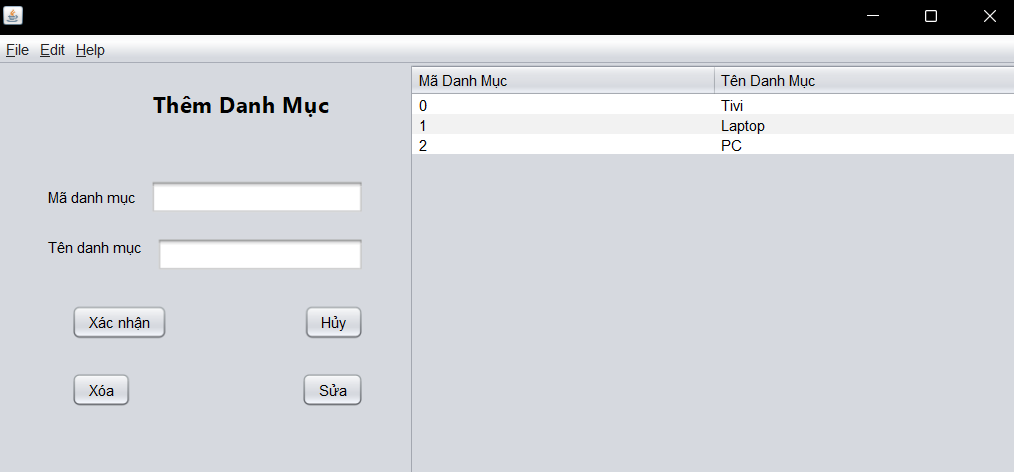 File Edit Help
Thêm Danh Mục
Mã danh mục
Tên danh mục
Xác nhận Hủy
Xóa Sửa
Mã Danh Mục Tên Danh Mục
0 Tivi
1 Laptop
2 PC